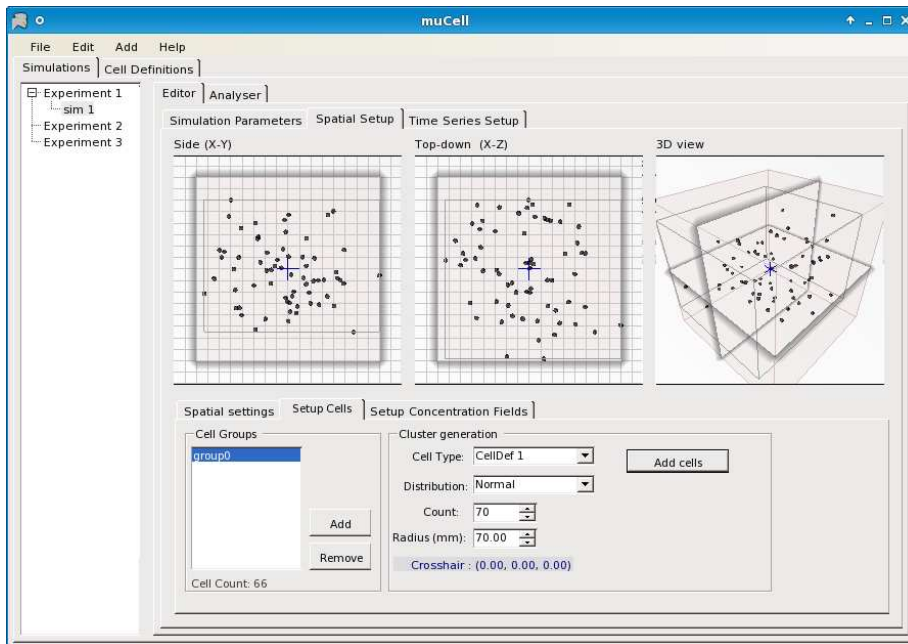 muCell
File Edit Add Help
Simulations Cell Definitions
Experiment 1
sim 1
Experiment 2
Experiment 3
Editor Analyser
Simulation Parameters Spatial Setup Time Series Setup
Side (X-Y) Top-down (X-Z) 3D view
Spatial settings Setup Cells Setup Concentration Fields
Cell Groups
group0
Add
Remove
Cell Count: 66
Cluster generation
Cell Type: CellDef 1
Add cells
Distribution: Normal
Count: 70
Radius (mm): 70.00
Crosshair : (0.00, 0.00, 0.00)